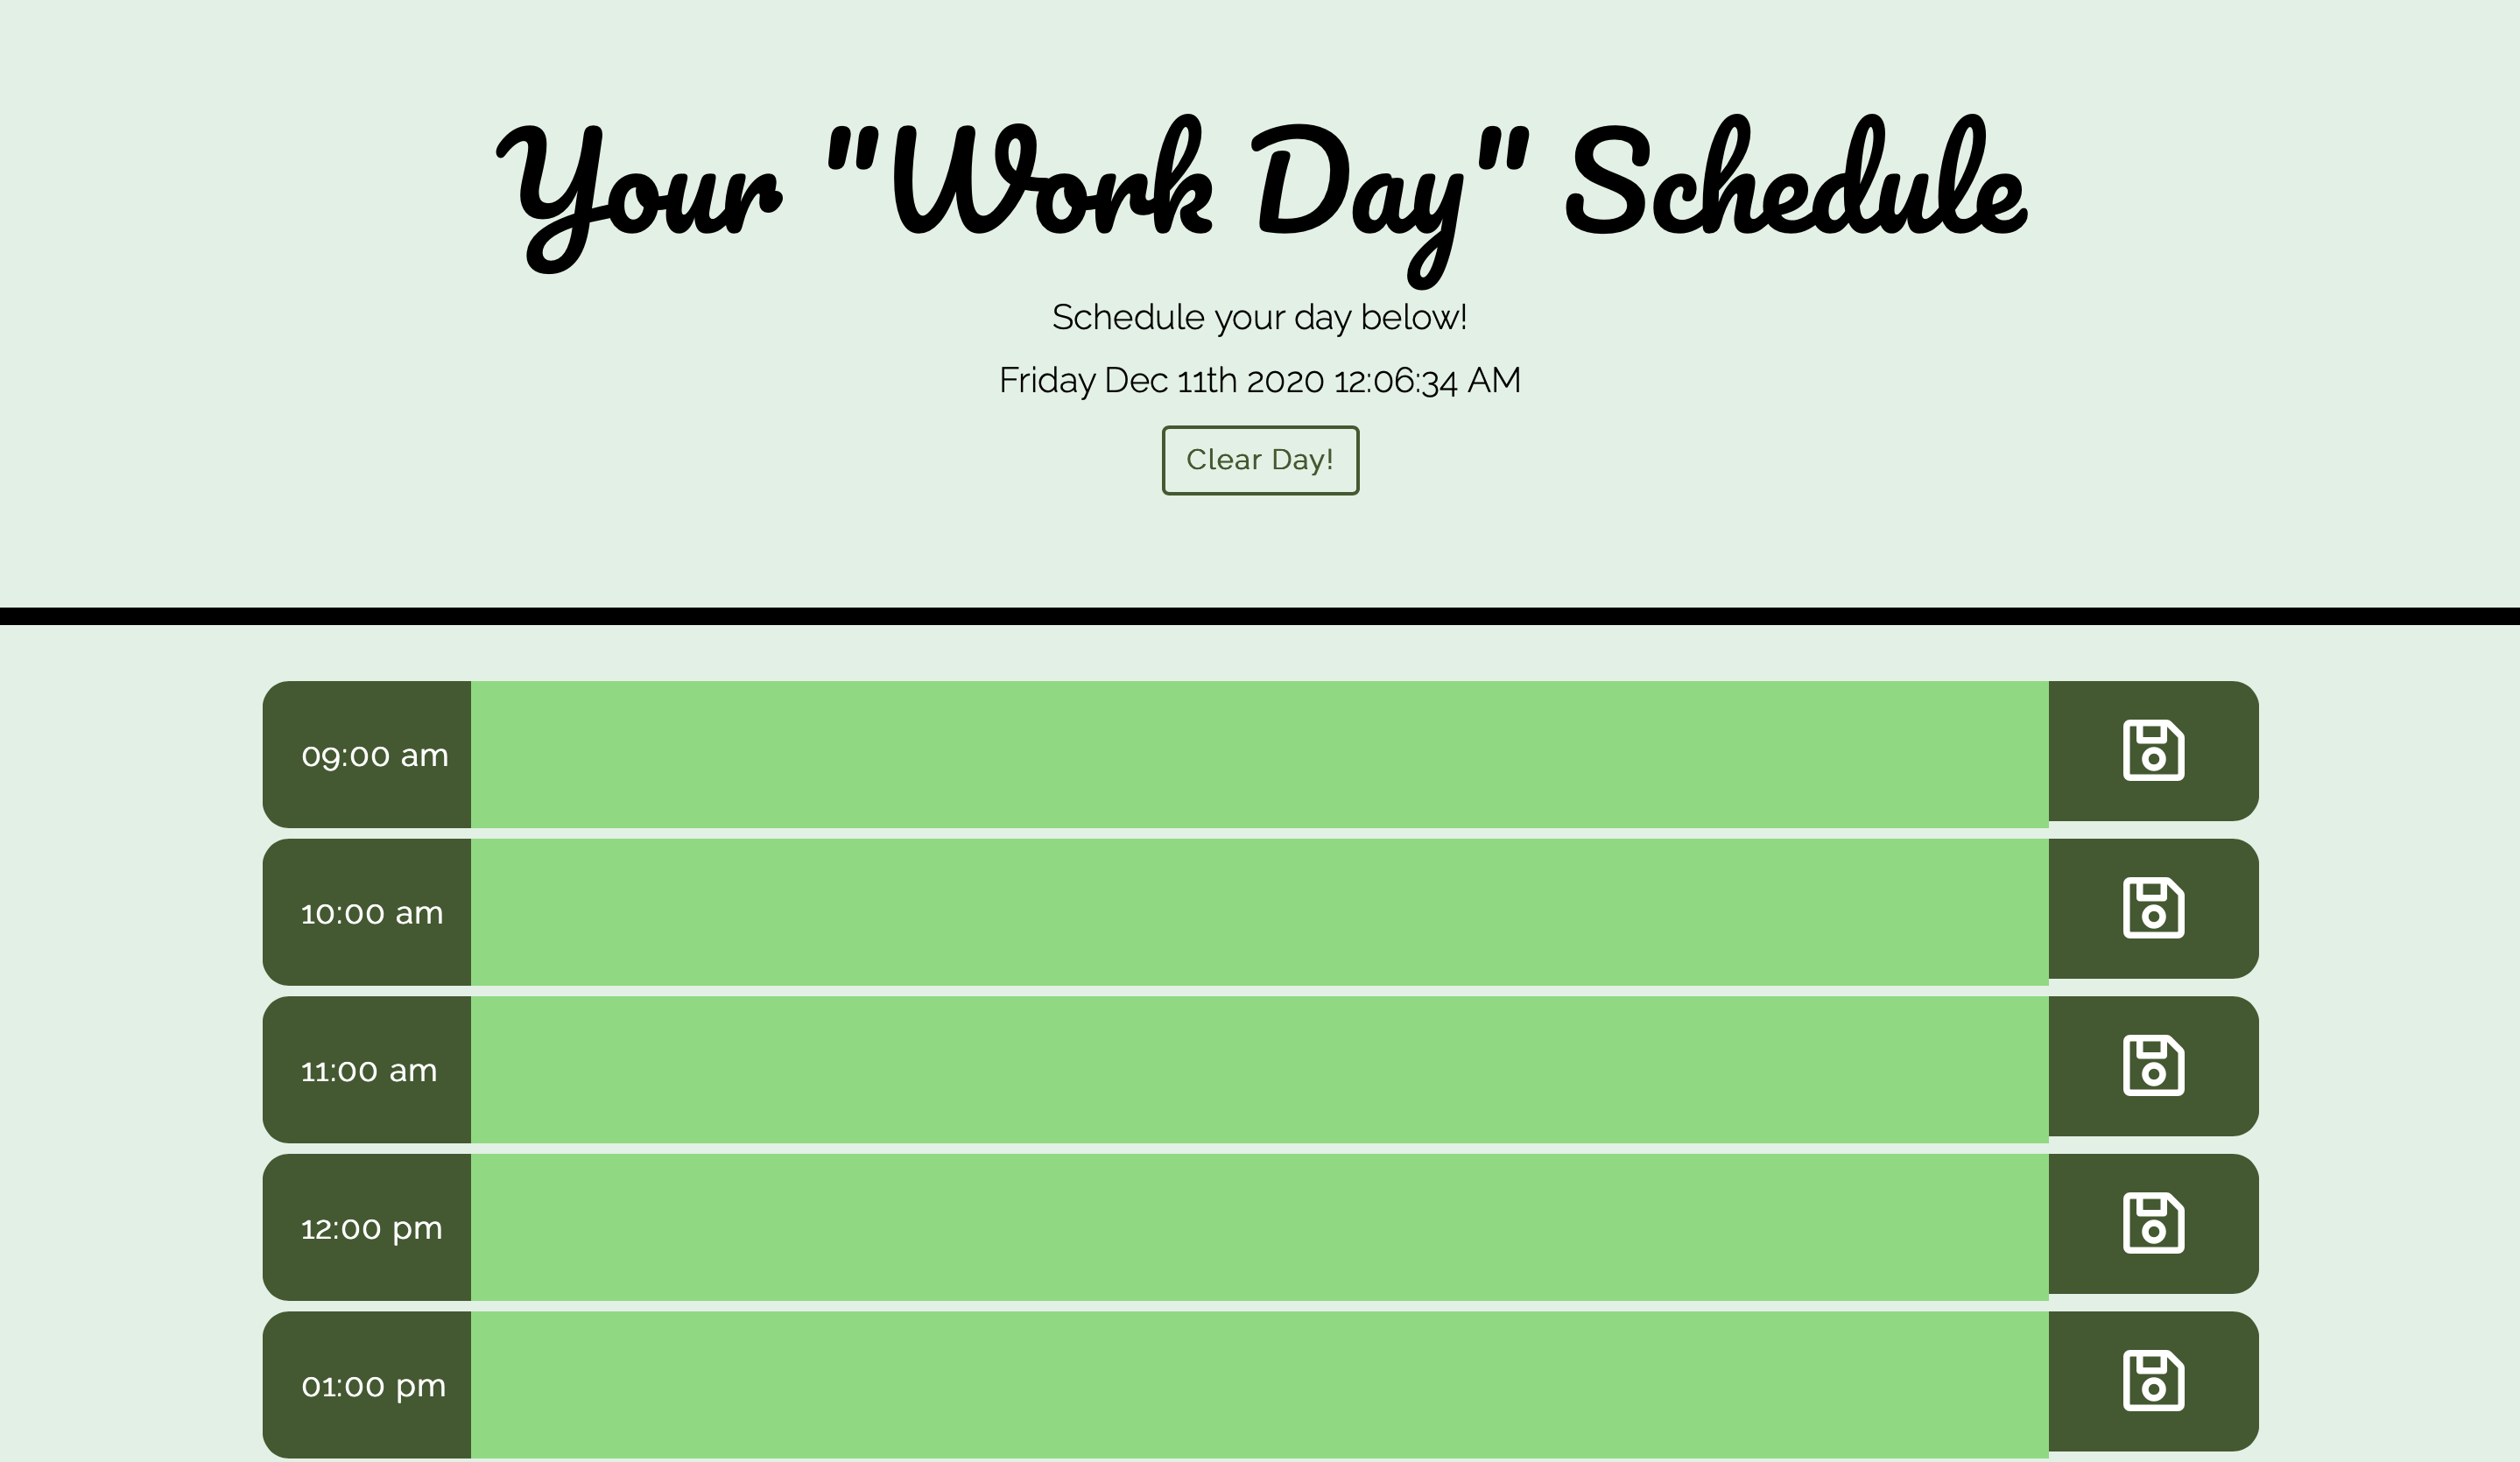 Your "Work Day" Schedule
Schedule your day below!
Friday Dec 11th 2020 12:06:34 AM
Clear Day!
09:00 am
10:00 am
11:00 am
12:00 pm
01:00 pm